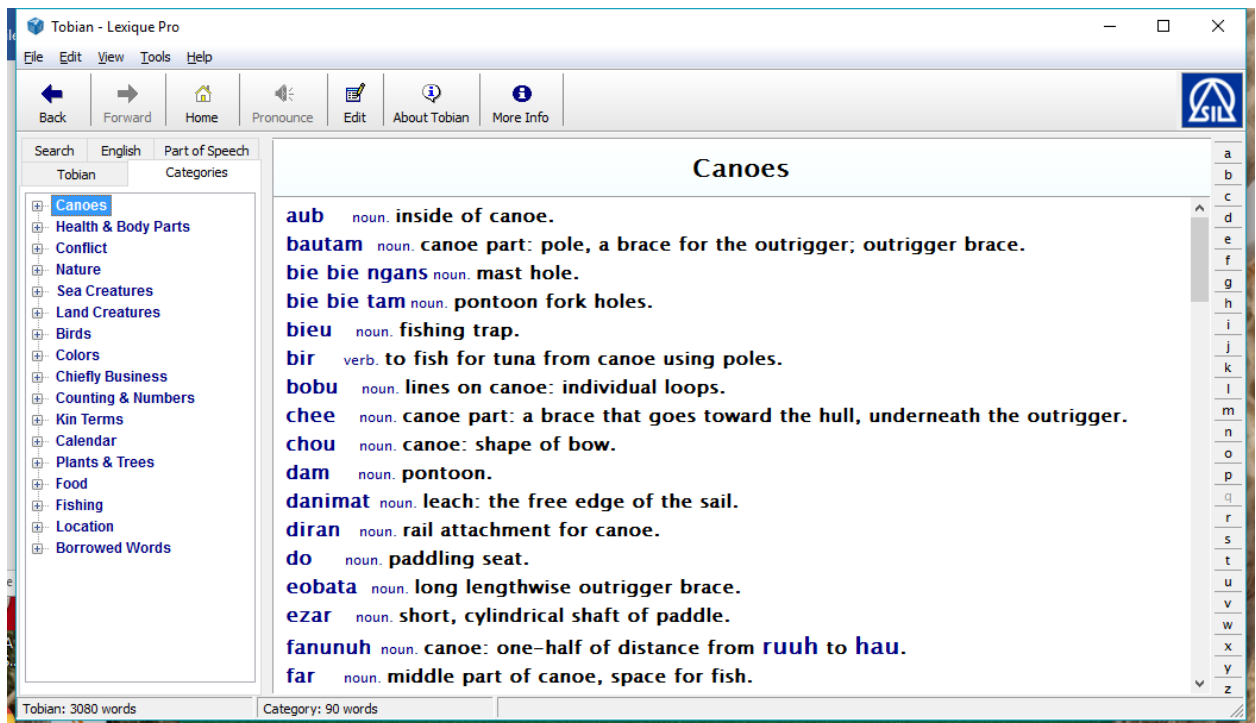 Tobian - Lexique Pro
File Edit View Tools Help
Back Forward Home Pronounce Edit About Tobian More Info
SIL
Search English Part of Speech
Tobian Categories
Canoes
Health & Body Parts
Conflict
Nature
Sea Creatures
Land Creatures
Birds
Colors
Chiefly Business
Counting & Numbers
Kin Terms
Calendar
Plants & Trees
Food
Fishing
Location
Borrowed Words
Canoes
aub noun. inside of canoe.
bautam noun. canoe part: pole, a brace for the outrigger; outrigger brace.
bie bie ngans noun. mast hole.
bie bie tam noun. pontoon fork holes.
bieu noun. fishing trap.
bir verb. to fish for tuna from canoe using poles.
bobu noun. lines on canoe: individual loops.
chee noun. canoe part: a brace that goes toward the hull, underneath the outrigger.
chou noun. canoe: shape of bow.
dam noun. pontoon.
danimat noun. leach: the free edge of the sail.
diran noun. rail attachment for canoe.
do noun. paddling seat.
eobata noun. long lengthwise outrigger brace.
ezar noun. short, cylindrical shaft of paddle.
fanunuh noun. canoe: one-half of distance from ruuh to hau.
far noun. middle part of canoe, space for fish.
a
b
c
d
e
f
g
h
i
j
k
l
m
n
o
p
q
r
s
t
u
v
w
x
y
z
Tobian: 3080 words Category: 90 words